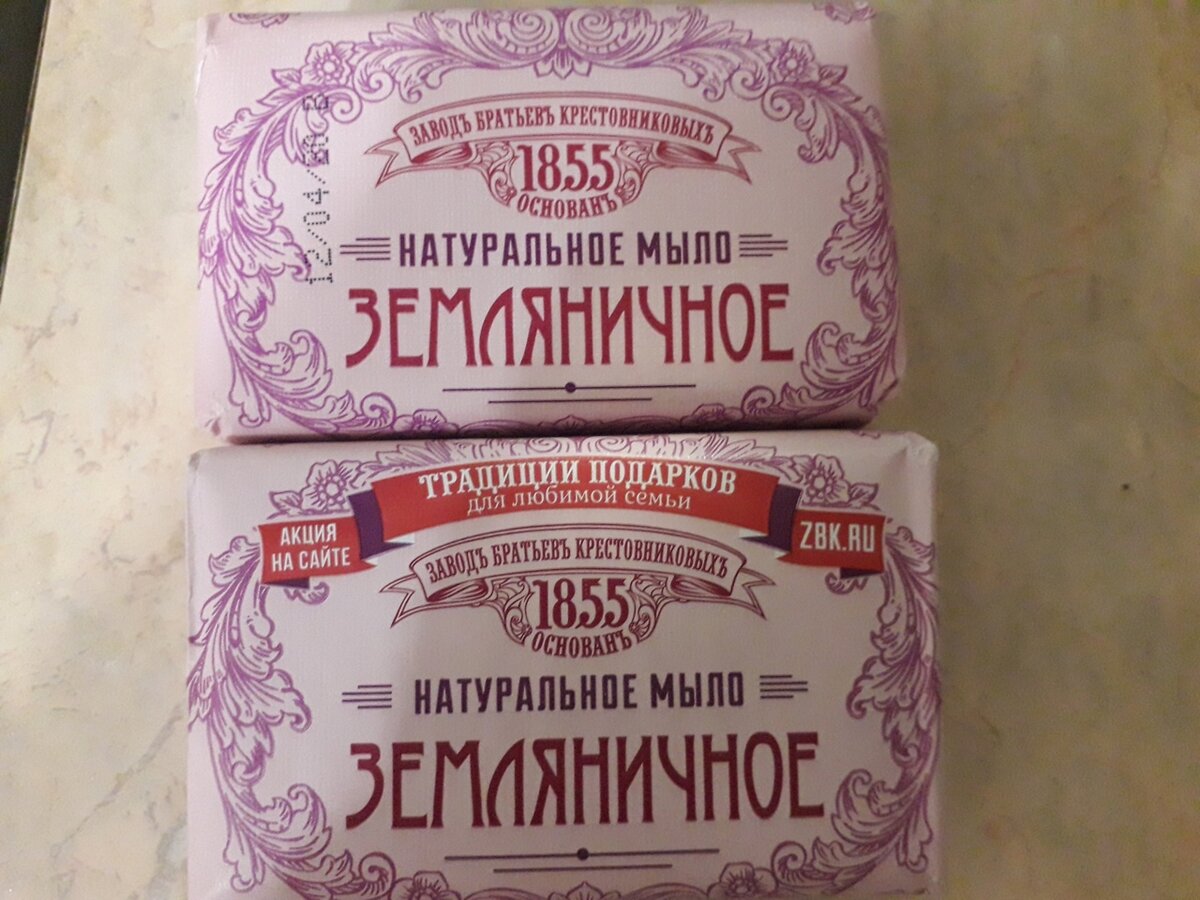 ЗАВОДЪ БРАТЬЕВЪ КРЕСТОВНИКОВЫХЪ
1855
ОСНОВАНЪ
НАТУРАЛЬНОЕ МЫЛО
ЗЕМЛЯНИЧНОЕ
12/04/
ТРАДИЦИИ ПОДАРКОВ
для любимой семьи
АКЦИЯ
НА САЙТЕ
ZBK.RU
ЗАВОДЪ БРАТЬЕВЪ КРЕСТОВНИКОВЫХЪ
1855
ОСНОВАНЪ
НАТУРАЛЬНОЕ МЫЛО
ЗЕМЛЯНИЧНОЕ